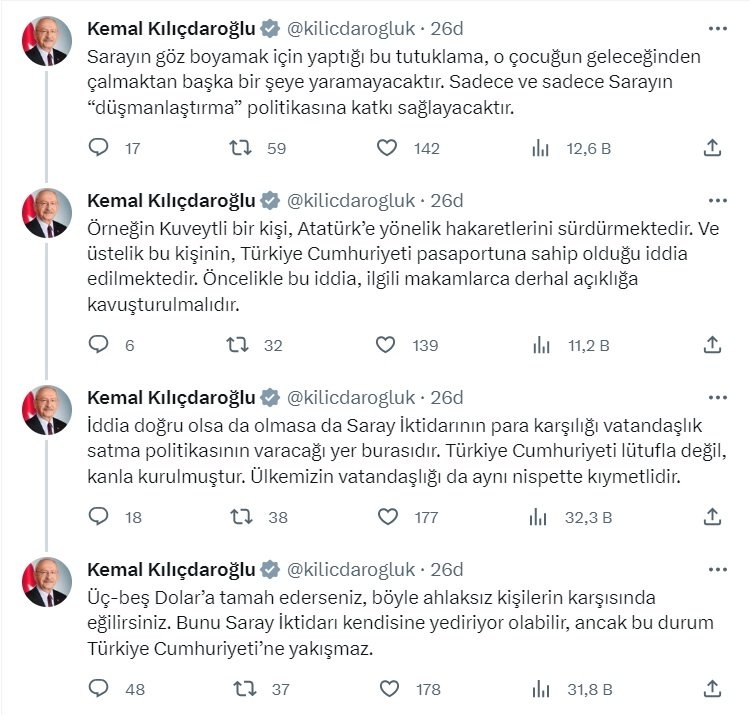 Kemal Kılıçdaroğlu @kilicdarogluk · 26d
Sarayın göz boyamak için yaptığı bu tutuklama, o çocuğun geleceğinden
çalmaktan başka bir şeye yaramayacaktır. Sadece ve sadece Sarayın
“düşmanlaştırma” politikasına katkı sağlayacaktır.
17 59 142 12,6 B
Kemal Kılıçdaroğlu @kilicdarogluk · 26d
Örneğin Kuveytli bir kişi, Atatürk’e yönelik hakaretlerini sürdürmektedir. Ve
üstelik bu kişinin, Türkiye Cumhuriyeti pasaportuna sahip olduğu iddia
edilmektedir. Öncelikle bu iddia, ilgili makamlarca derhal açıklığa
kavuşturulmalıdır.
6 32 139 11,2 B
Kemal Kılıçdaroğlu @kilicdarogluk · 26d
İddia doğru olsa da olmasa da Saray İktidarının para karşılığı vatandaşlık
satma politikasının varacağı yer burasıdır. Türkiye Cumhuriyeti lütufla değil,
kanla kurulmuştur. Ülkemizin vatandaşlığı da aynı nispette kıymetlidir.
18 38 177 32,3 B
Kemal Kılıçdaroğlu @kilicdarogluk · 26d
Üç-beş Dolar’a tamah ederseniz, böyle ahlaksız kişilerin karşısında
eğilirsiniz. Bunu Saray İktidarı kendisine yediriyor olabilir, ancak bu durum
Türkiye Cumhuriyeti’ne yakışmaz.
48 37 178 31,8 B